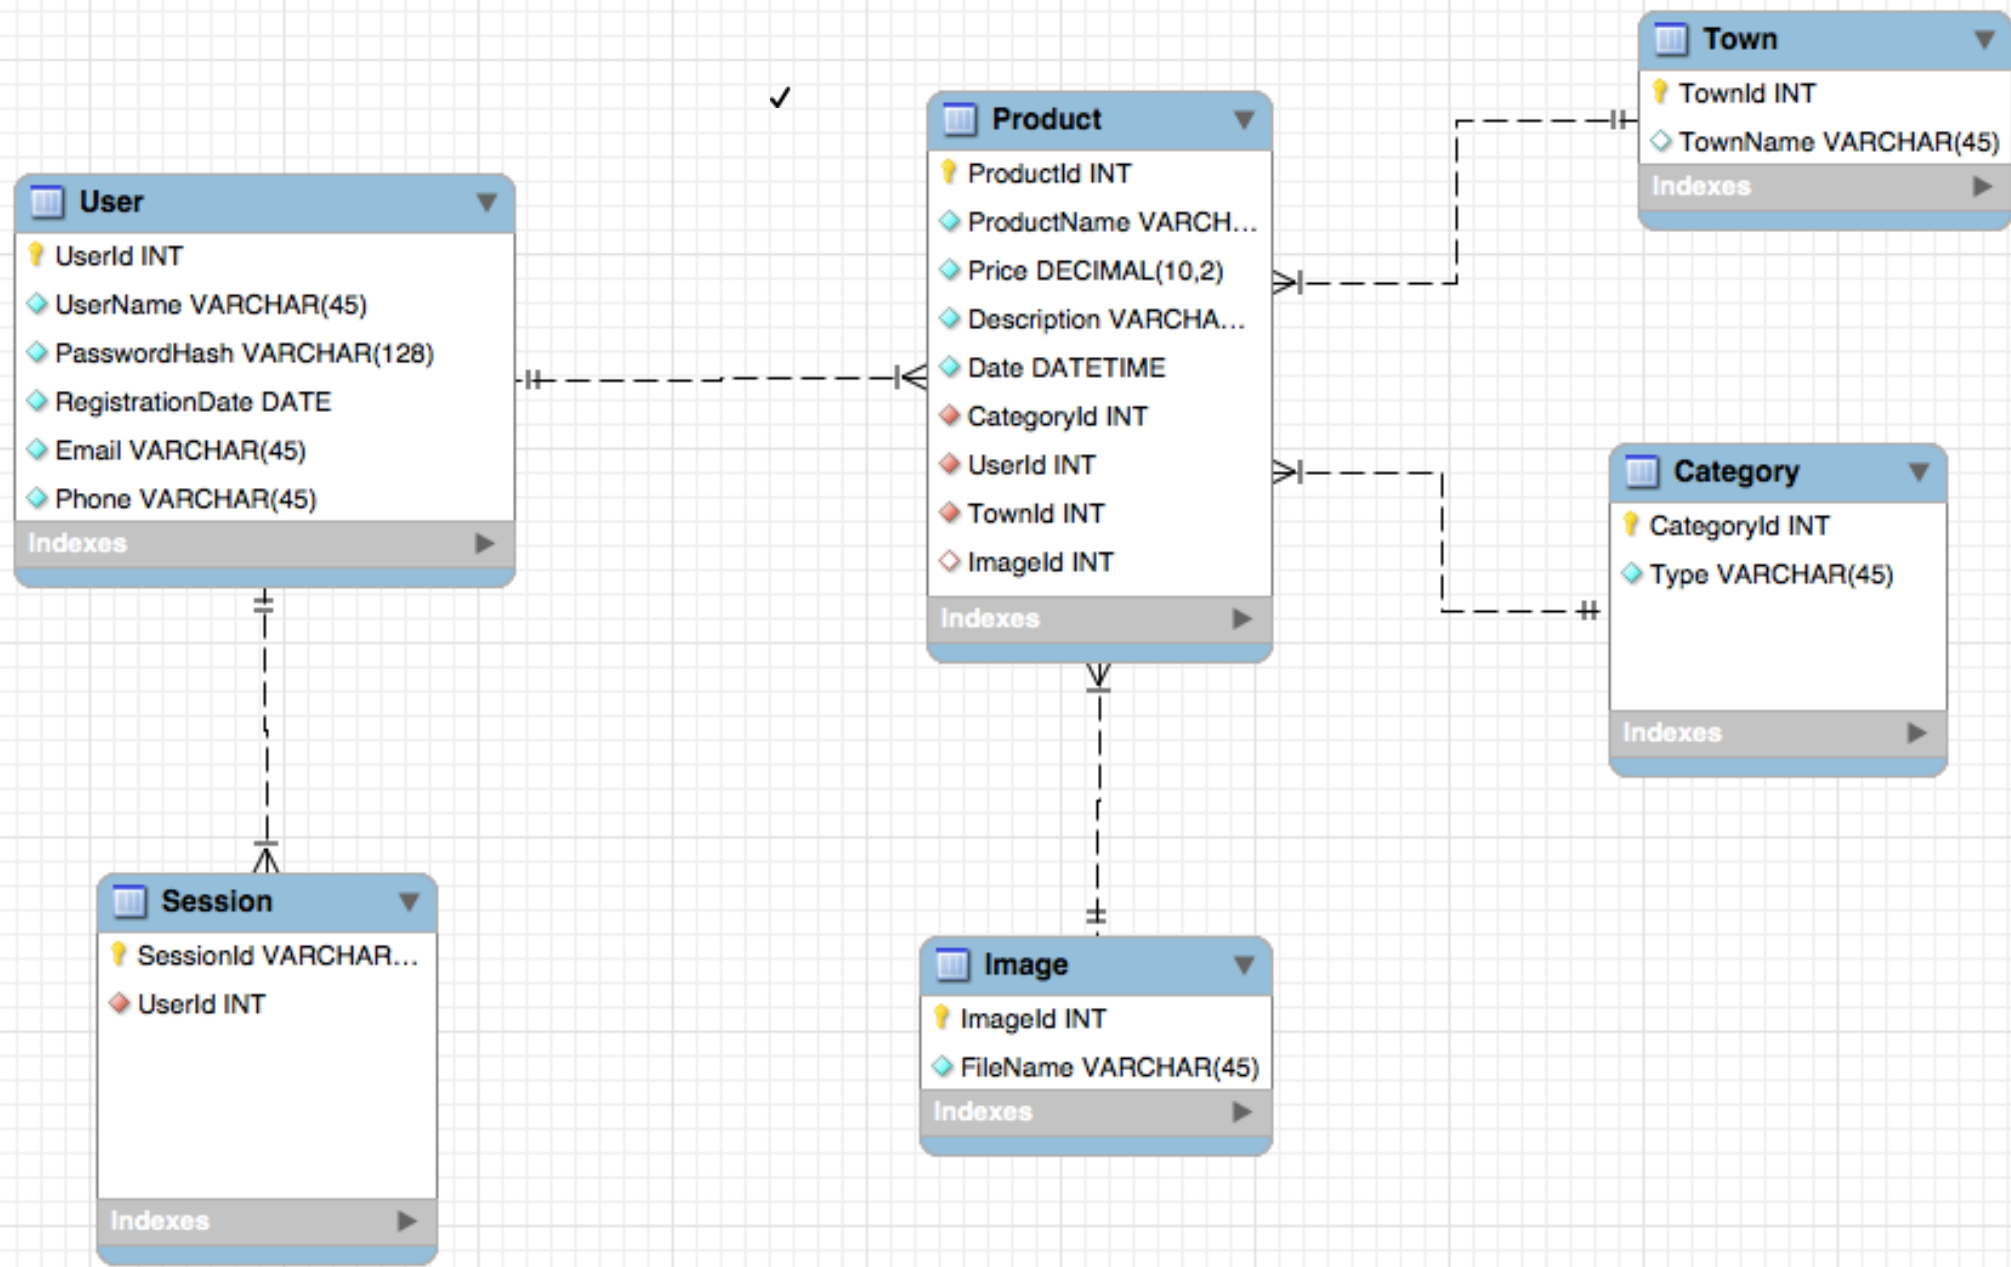 User
UserId INT
UserName VARCHAR(45)
PasswordHash VARCHAR(128)
RegistrationDate DATE
Email VARCHAR(45)
Phone VARCHAR(45)
Indexes
Session
SessionId VARCHAR...
UserId INT
Indexes
Product
ProductId INT
ProductName VARCH...
Price DECIMAL(10,2)
Description VARCHA...
Date DATETIME
CategoryId INT
UserId INT
TownId INT
ImageId INT
Indexes
Image
ImageId INT
FileName VARCHAR(45)
Indexes
Town
TownId INT
TownName VARCHAR(45)
Indexes
Category
CategoryId INT
Type VARCHAR(45)
Indexes